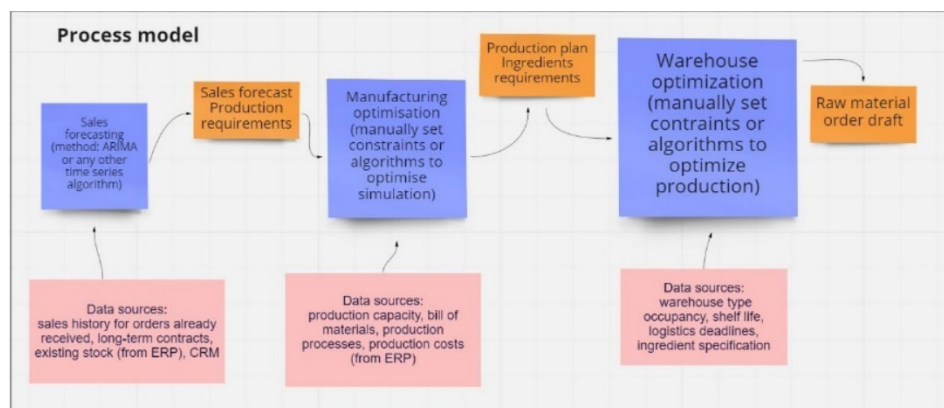 Process model
Sales
forecasting
(method: ARIMA
or any other
time series
algorithm)
Sales forecast
Production
requirements
Manufacturing
optimisation
(manually set
constraints or
algorithms to
optimise
simulation)
Production plan
Ingredients
requirements
Warehouse
optimization
(manually set
contraints or
algorithms to
optimize
production)
Raw material
order draft
Data sources:
sales history for orders already
received, long-term contracts,
existing stock (from ERP), CRM
Data sources:
production capacity, bill of
materials, production
processes, production costs
(from ERP)
Data sources:
warehouse type
occupancy, shelf life,
logistics deadlines,
ingredient specification